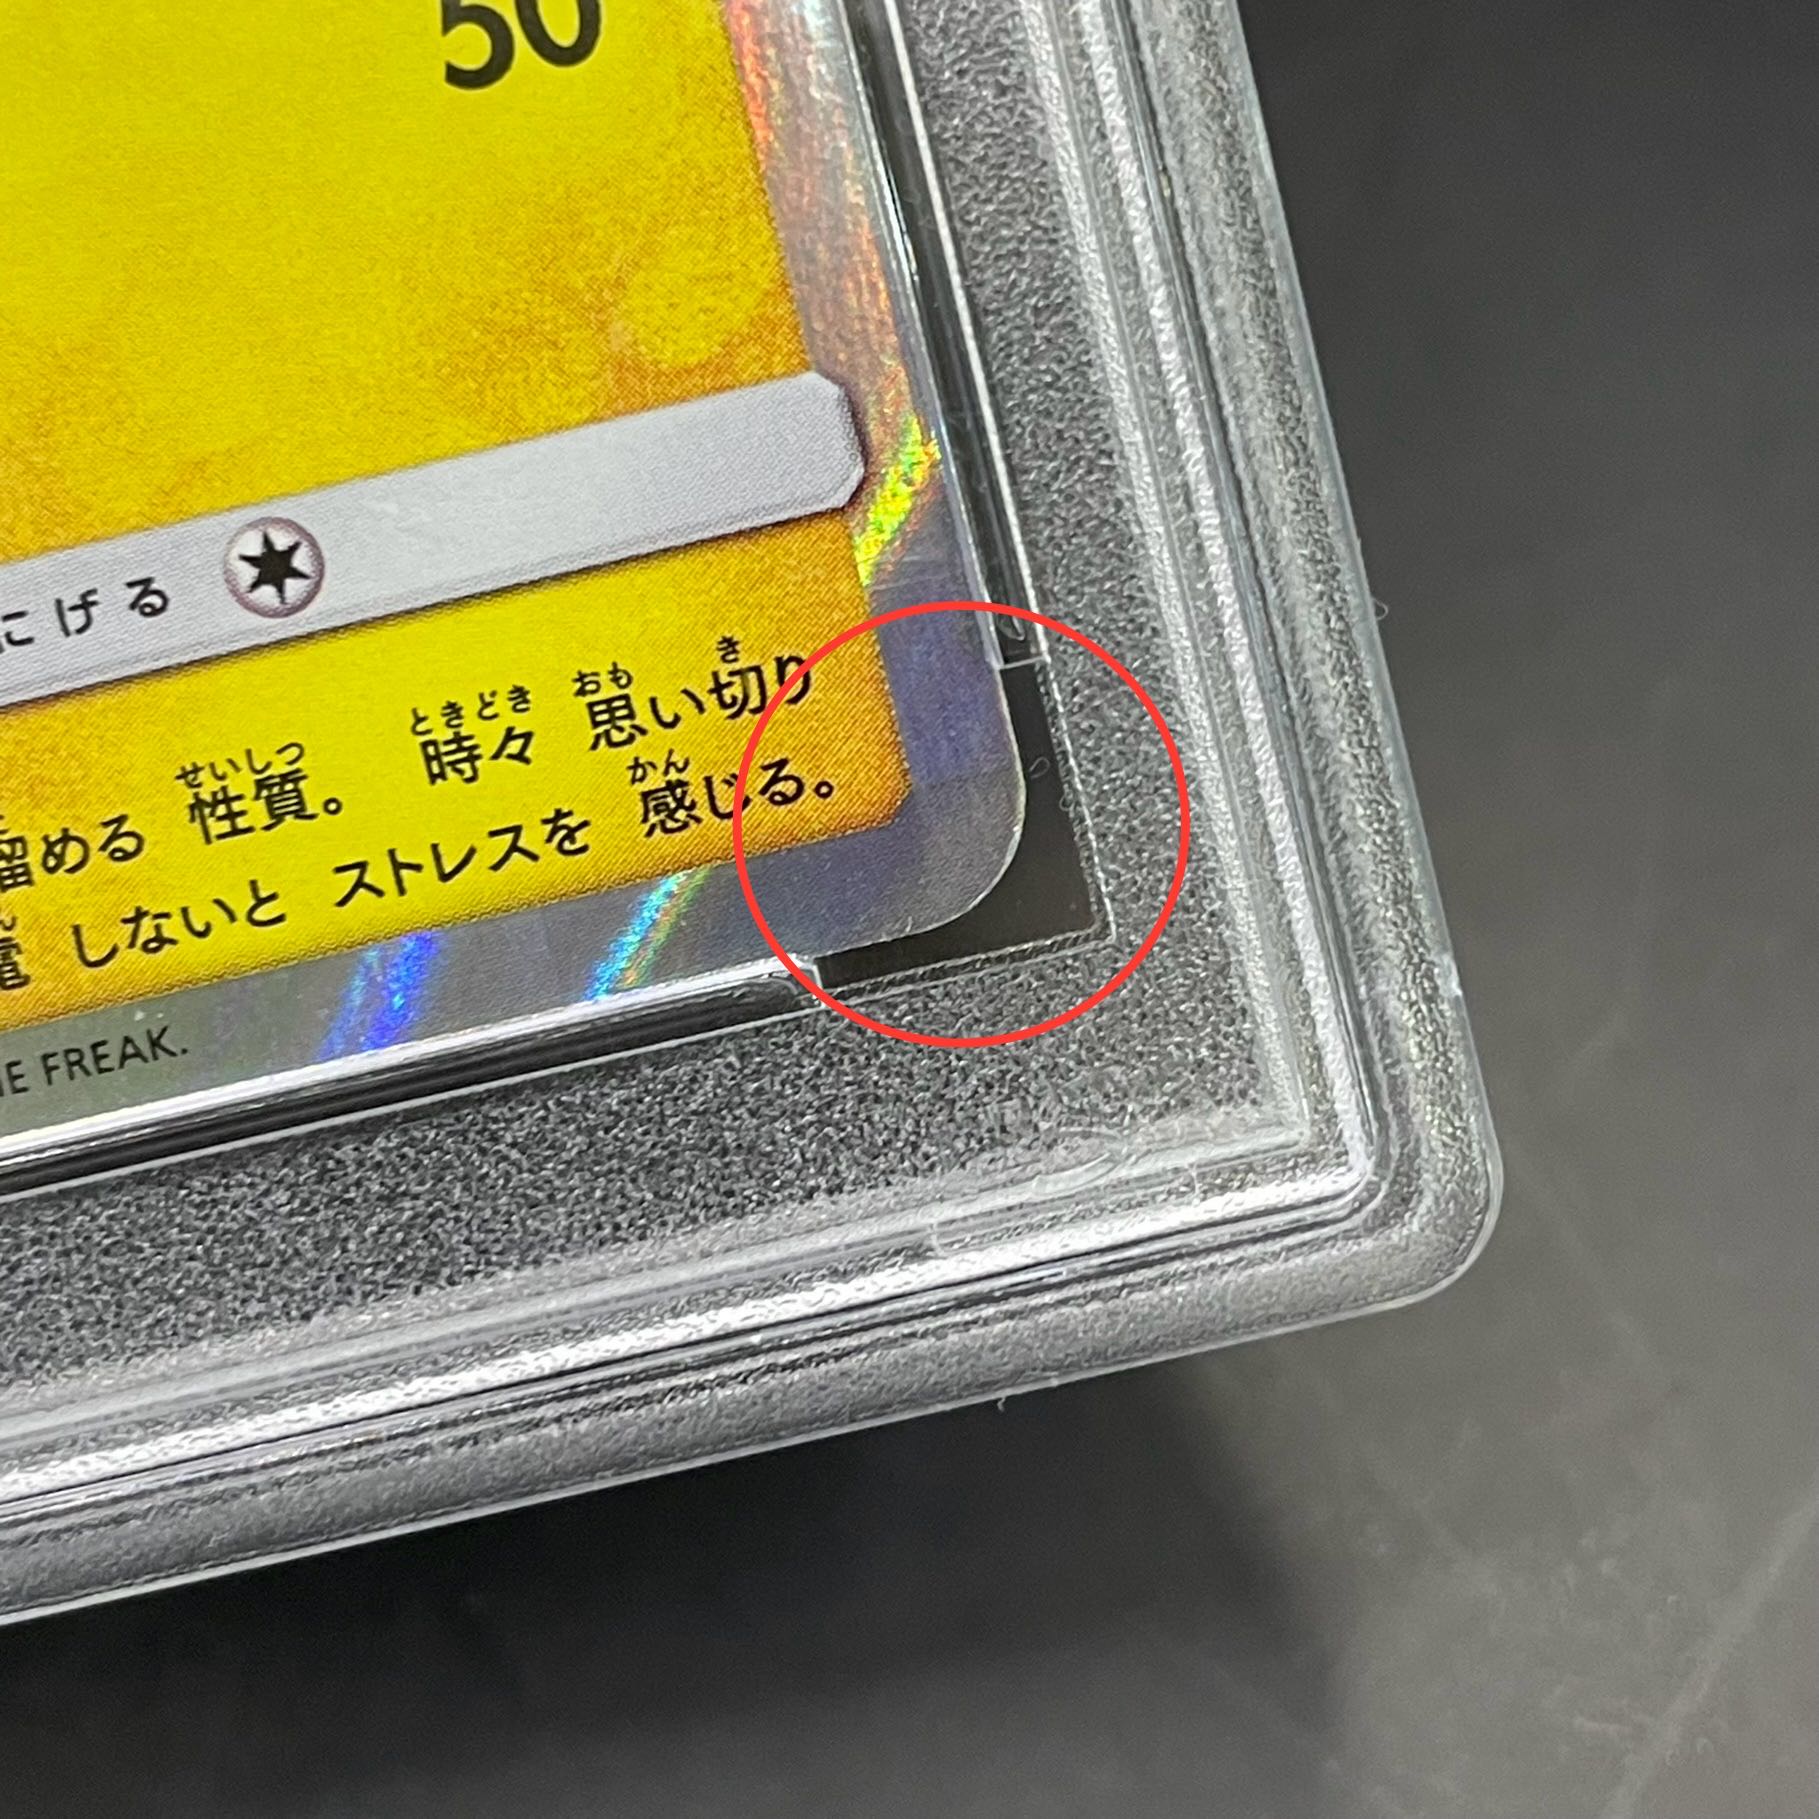 50
にげる
留める 性質。 時々 思い切り
せいしつ ときどき おも き
電 しないと ストレスを 感じる。
かん
FREAK.